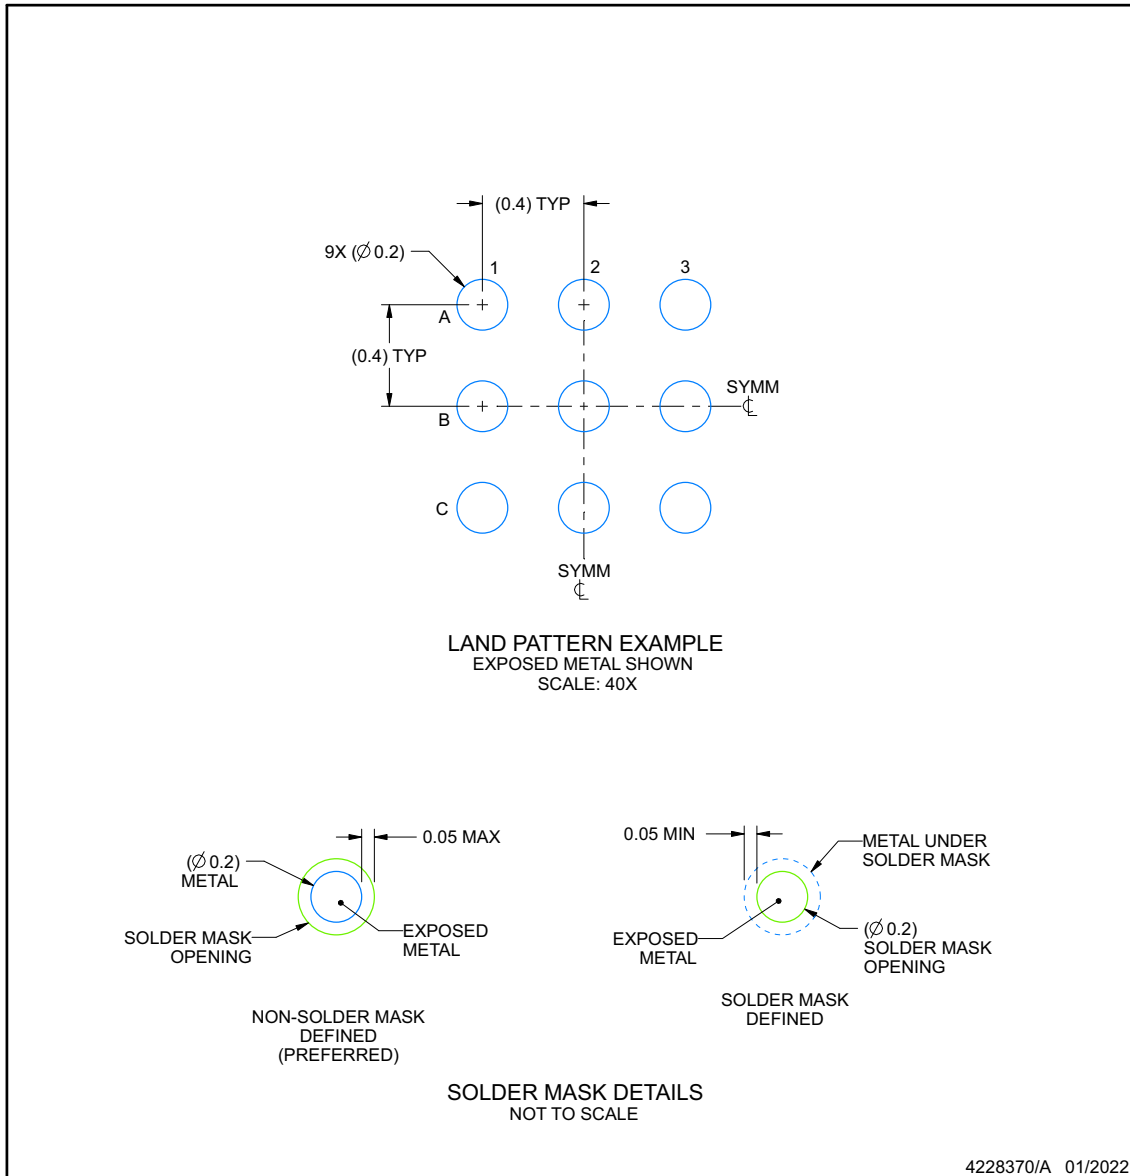 (0.4) TYP
9X (∅ 0.2)
1
2
3
A
(0.4) TYP
SYMM
℄
B
C
SYMM
℄
LAND PATTERN EXAMPLE
EXPOSED METAL SHOWN
SCALE: 40X
0.05 MAX
(∅ 0.2)
METAL
SOLDER MASK
OPENING
EXPOSED
METAL
NON-SOLDER MASK
DEFINED
(PREFERRED)
0.05 MIN
METAL UNDER
SOLDER MASK
EXPOSED
METAL
(∅ 0.2)
SOLDER MASK
OPENING
SOLDER MASK
DEFINED
SOLDER MASK DETAILS
NOT TO SCALE
4228370/A 01/2022